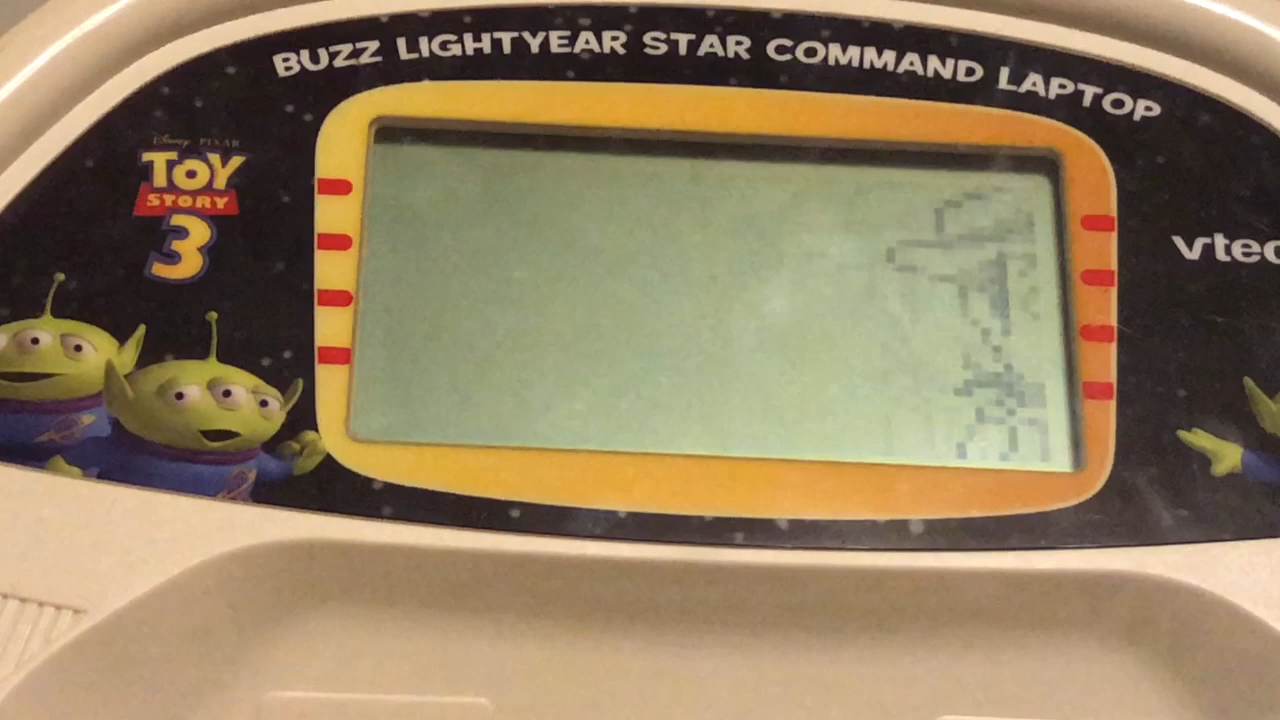 BUZZ LIGHTYEAR STAR COMMAND LAPTOP
Disney PIXAR
TOY
STORY
3
vtec